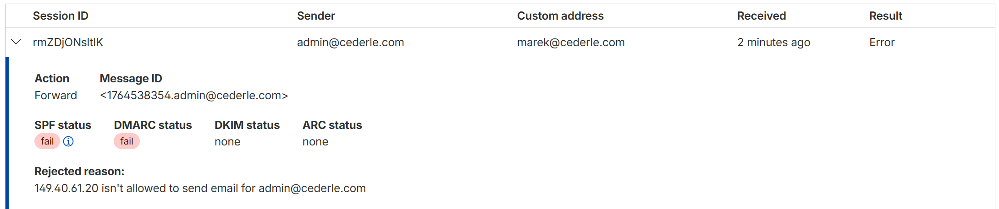 Session ID Sender Custom address Received Result
rmZDjONsltlK admin@cederle.com marek@cederle.com 2 minutes ago Error
Action Message ID
Forward <1764538354.admin@cederle.com>
SPF status DMARC status DKIM status ARC status
fail fail none none
Rejected reason:
149.40.61.20 isn't allowed to send email for admin@cederle.com